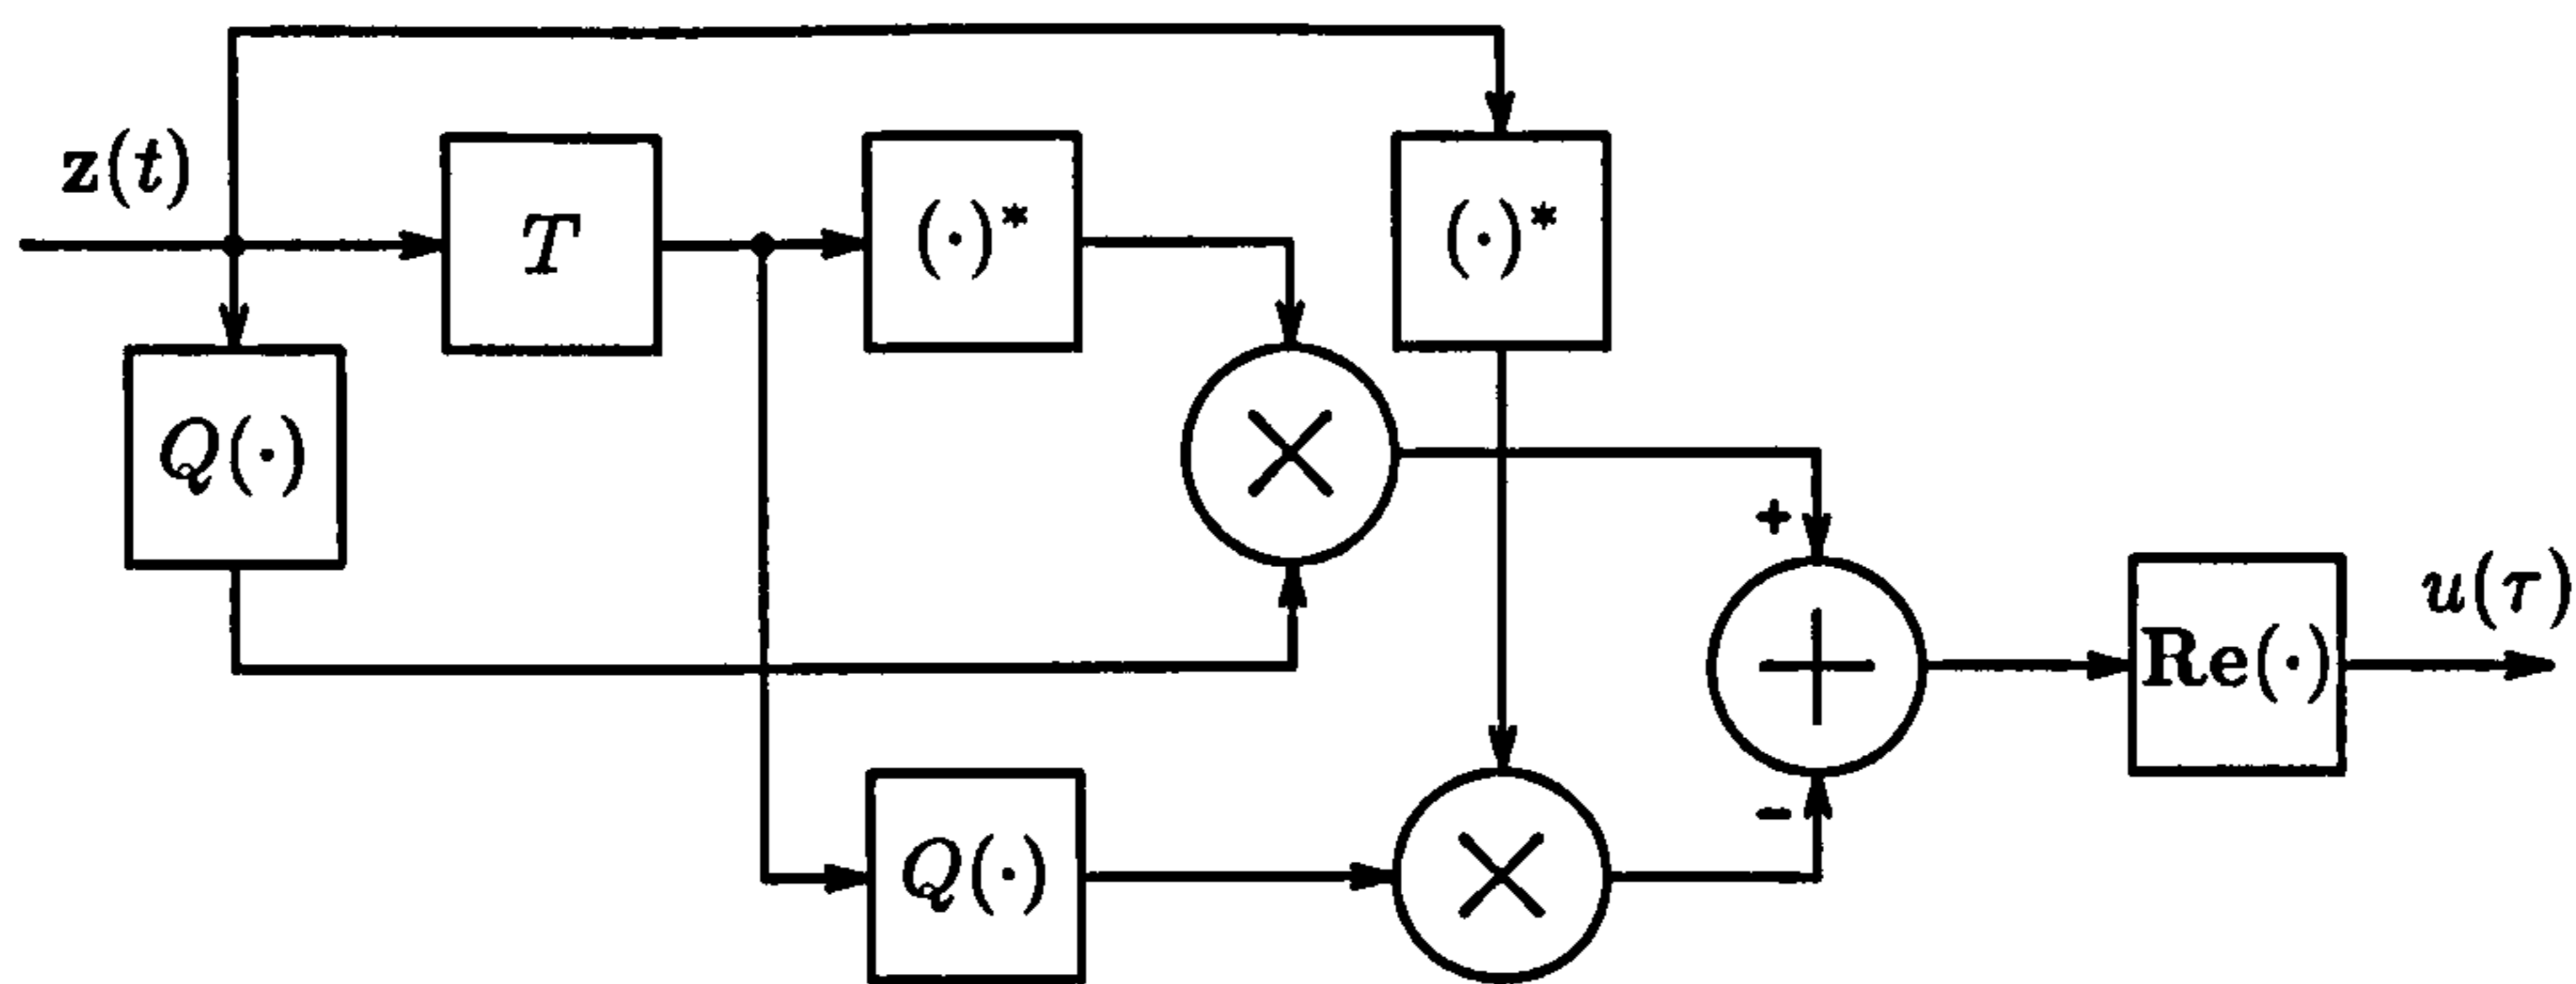 z(t)
T
(·)*
(·)*
Q(·)
+
Re(·)
u(τ)
-
Q(·)